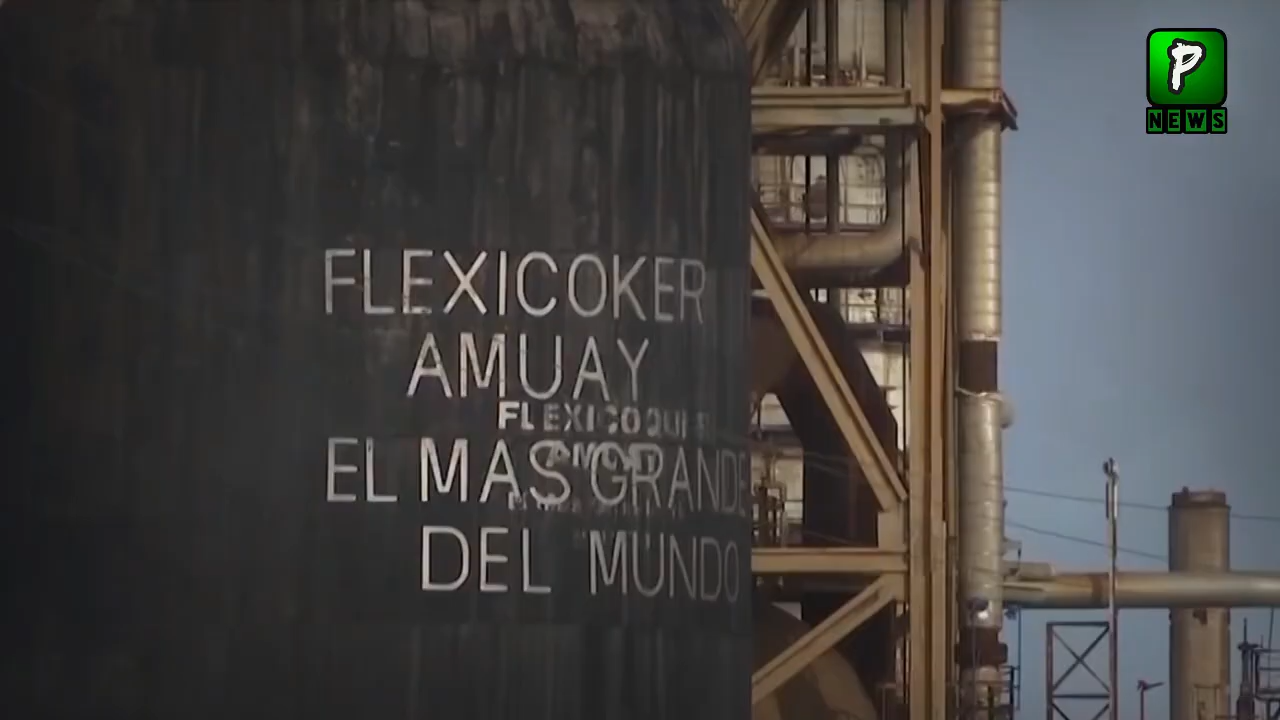 P
NEWS
FLEXICOKER
AMUAY
EL MAS GRANDE
DEL MUNDO